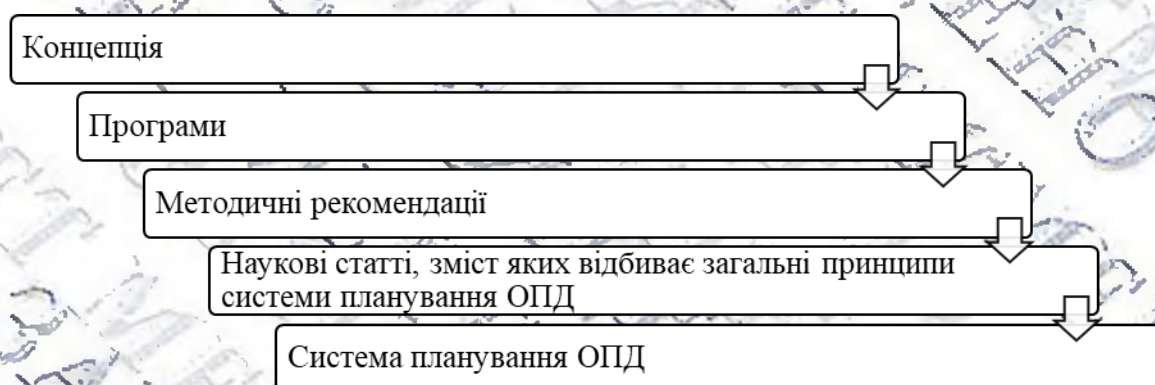 Концепція
Програми
Методичні рекомендації
Наукові статті, зміст яких відбиває загальні принципи
системи планування ОПД
Система планування ОПД